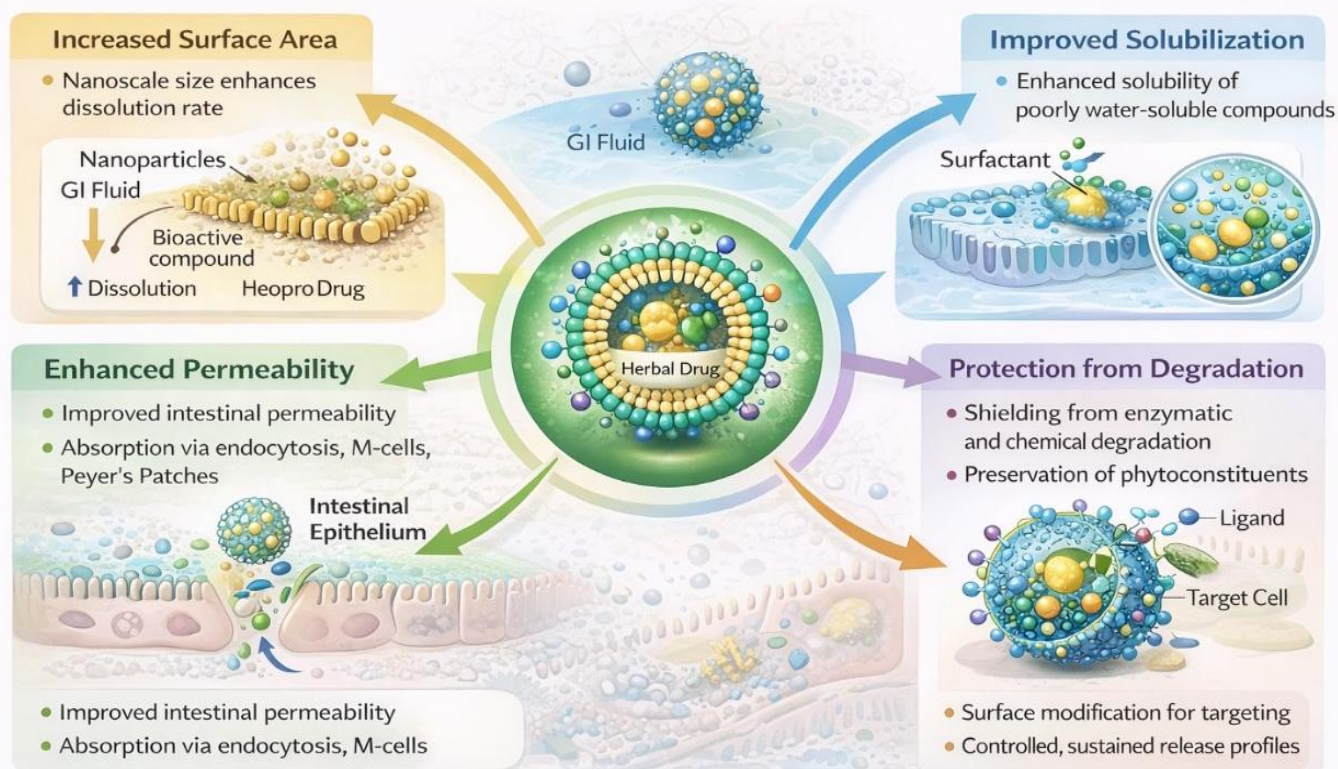 Increased Surface Area
• Nanoscale size enhances
dissolution rate
Nanoparticles
GI Fluid
Bioactive
compound
↑ Dissolution
Heopro Drug
GI Fluid
Improved Solubilization
• Enhanced solubility of
poorly water-soluble compounds
Surfactant
Herbal Drug
Enhanced Permeability
• Improved intestinal permeability
• Absorption via endocytosis, M-cells,
Peyer's Patches
Intestinal
Epithelium
• Improved intestinal permeability
• Absorption via endocytosis, M-cells
Protection from Degradation
• Shielding from enzymatic
and chemical degradation
• Preservation of phytoconstituents
Ligand
Target Cell
• Surface modification for targeting
• Controlled, sustained release profiles